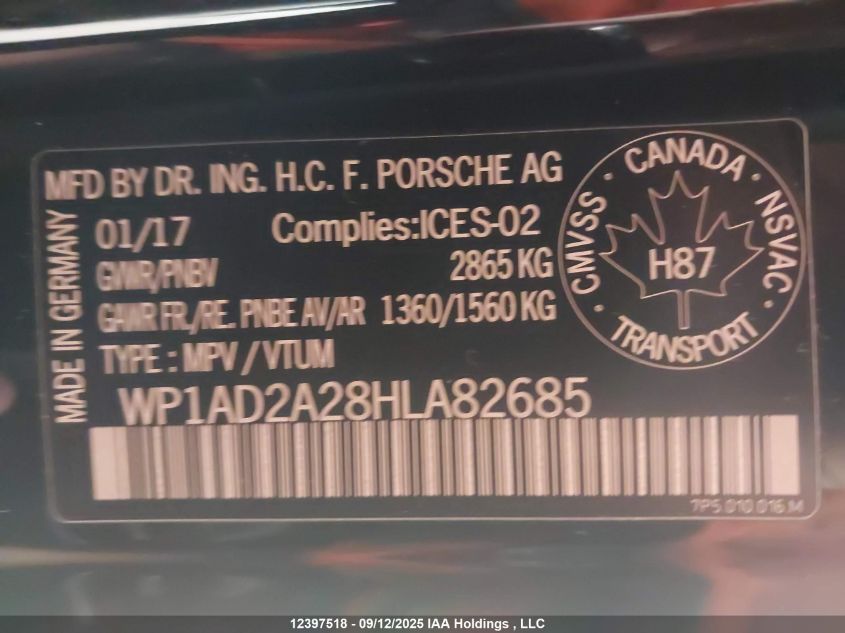 MFD BY DR. ING. H.C. F. PORSCHE AG
01/17 Complies:ICES-02
GVWR/PNBV 2865 KG
GAWR FR./RE. PNBE AV/AR 1360/1560 KG
TYPE : MPV / VTUM
WP1AD2A28HLA82685
MADE IN GERMANY
CANADA
CMVSS · NSVAC
H87
TRANSPORT
7P5.010.016.M
12397518 - 09/12/2025 IAA Holdings , LLC